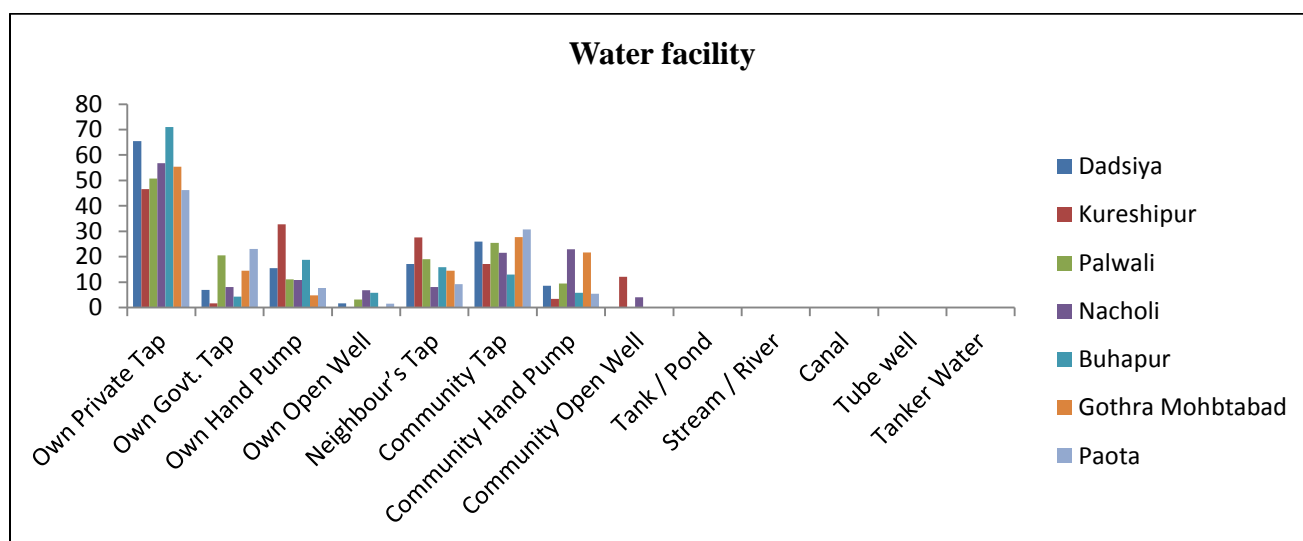 Water facility
80
70
60
50
40
30
20
10
0
Own Private Tap
Own Govt. Tap
Own Hand Pump
Own Open Well
Neighbour’s Tap
Community Tap
Community Hand Pump
Community Open Well
Tank / Pond
Stream / River
Canal
Tube well
Tanker Water
Dadsiya
Kureshipur
Palwali
Nacholi
Buhapur
Gothra Mohbtabad
Paota